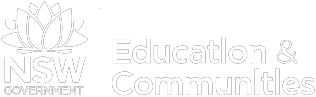 NSW
GOVERNMENT
Education &
Communities